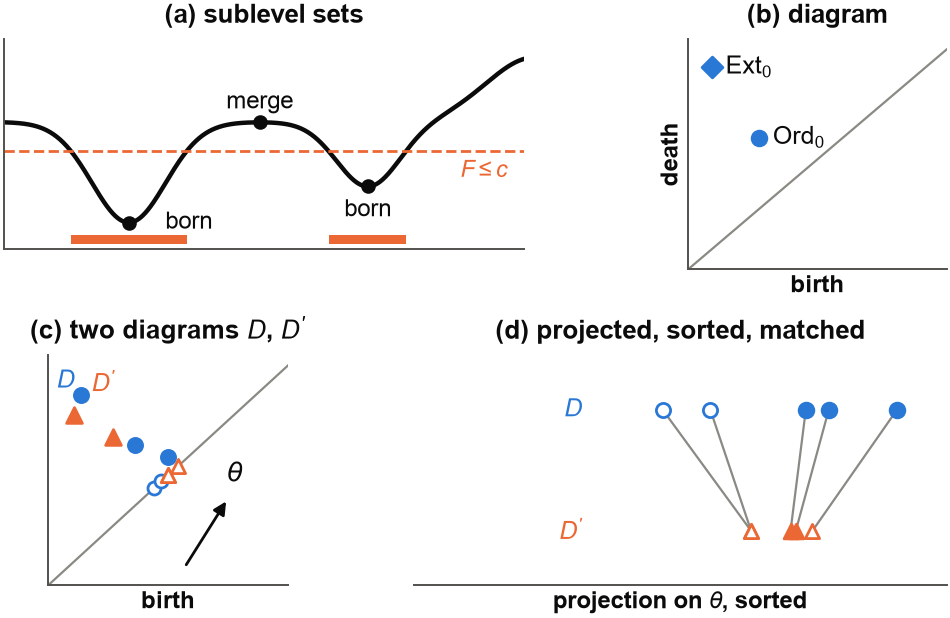 (a) sublevel sets
merge
F ≤ c
born
born
(b) diagram
Ext₀
Ord₀
death
birth
(c) two diagrams D, D′
D D′
θ
birth
(d) projected, sorted, matched
D
D′
projection on θ, sorted